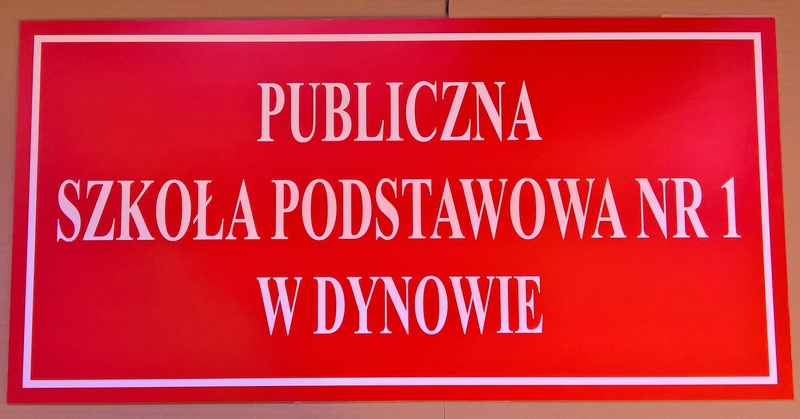 PUBLICZNA
SZKOŁA PODSTAWOWA NR 1
W DYNOWIE